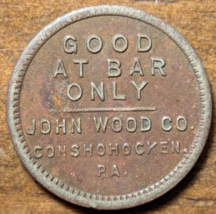 GOOD
AT BAR
ONLY
JOHN WOOD CO.
CONSHOHOCKEN,
PA.